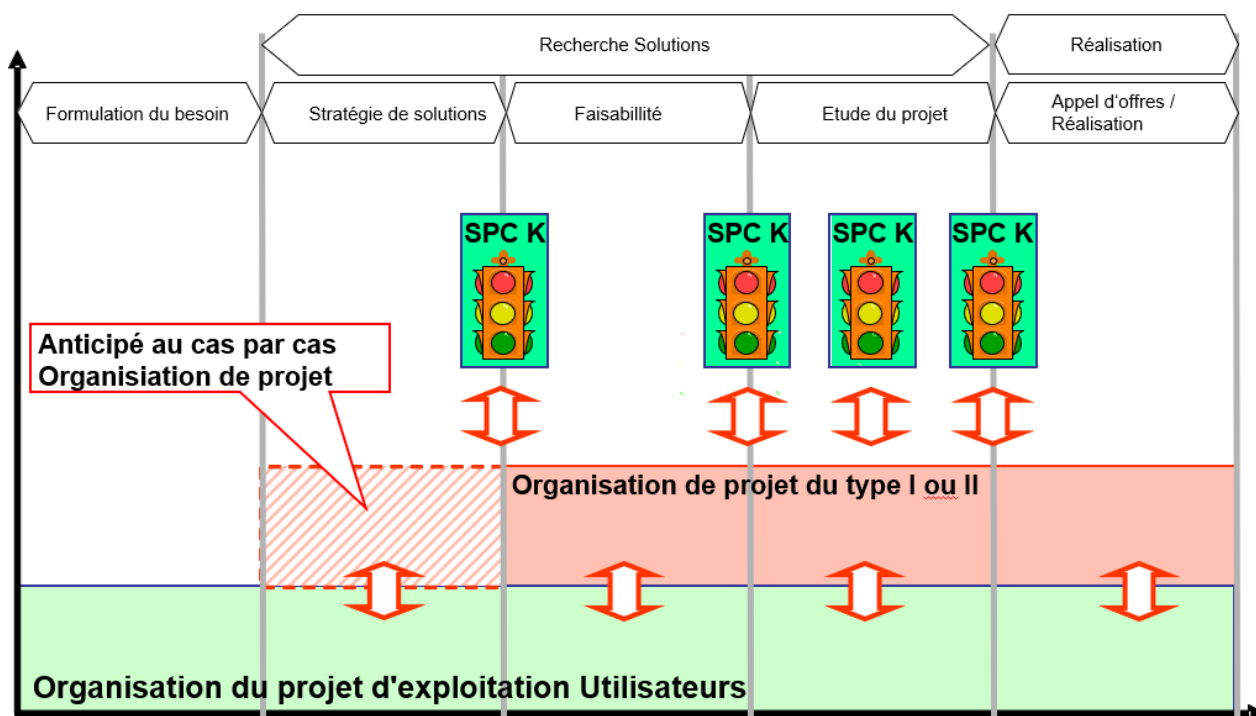 Recherche Solutions
Réalisation
Formulation du besoin
Stratégie de solutions
Faisabillité
Etude du projet
Appel d‘offres /
Réalisation
SPC K
SPC K
SPC K
SPC K
Anticipé au cas par cas
Organisiation de projet
Organisation de projet du type I ou II
Organisation du projet d'exploitation Utilisateurs